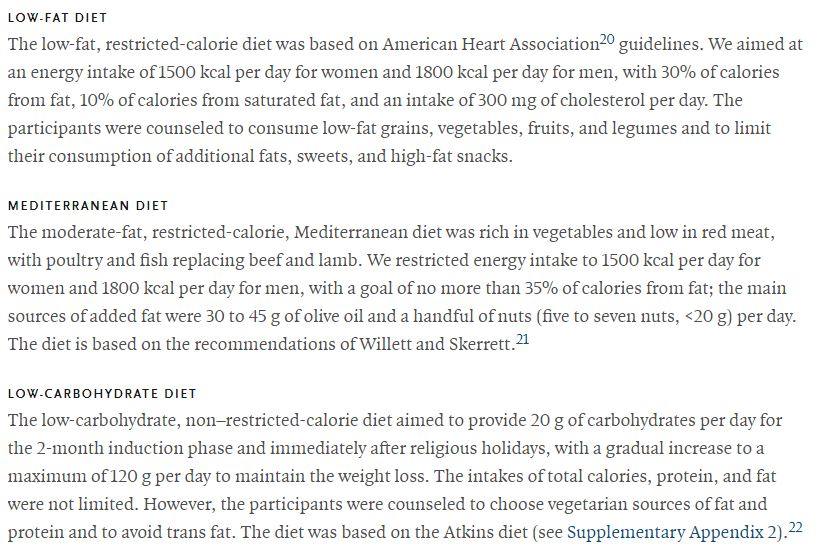 LOW-FAT DIET
The low-fat, restricted-calorie diet was based on American Heart Association20 guidelines. We aimed at
an energy intake of 1500 kcal per day for women and 1800 kcal per day for men, with 30% of calories
from fat, 10% of calories from saturated fat, and an intake of 300 mg of cholesterol per day. The
participants were counseled to consume low-fat grains, vegetables, fruits, and legumes and to limit
their consumption of additional fats, sweets, and high-fat snacks.
MEDITERRANEAN DIET
The moderate-fat, restricted-calorie, Mediterranean diet was rich in vegetables and low in red meat,
with poultry and fish replacing beef and lamb. We restricted energy intake to 1500 kcal per day for
women and 1800 kcal per day for men, with a goal of no more than 35% of calories from fat; the main
sources of added fat were 30 to 45 g of olive oil and a handful of nuts (five to seven nuts, <20 g) per day.
The diet is based on the recommendations of Willett and Skerrett.21
LOW-CARBOHYDRATE DIET
The low-carbohydrate, non–restricted-calorie diet aimed to provide 20 g of carbohydrates per day for
the 2-month induction phase and immediately after religious holidays, with a gradual increase to a
maximum of 120 g per day to maintain the weight loss. The intakes of total calories, protein, and fat
were not limited. However, the participants were counseled to choose vegetarian sources of fat and
protein and to avoid trans fat. The diet was based on the Atkins diet (see Supplementary Appendix 2).22